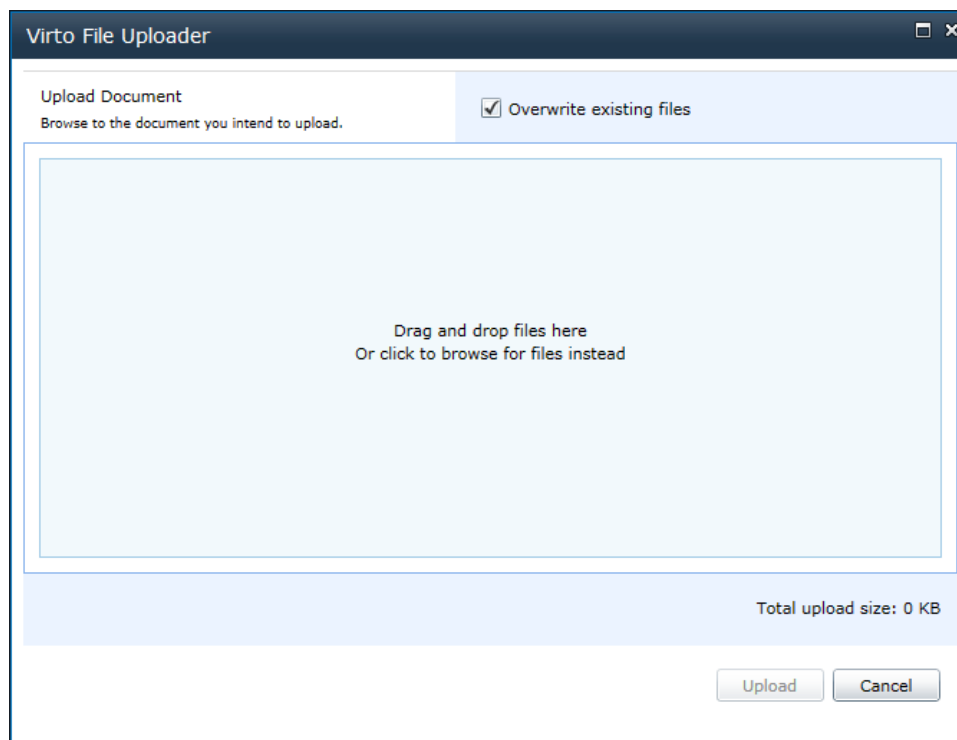 Virto File Uploader
Upload Document
Browse to the document you intend to upload.
Overwrite existing files
Drag and drop files here
Or click to browse for files instead
Total upload size: 0 KB
Upload
Cancel